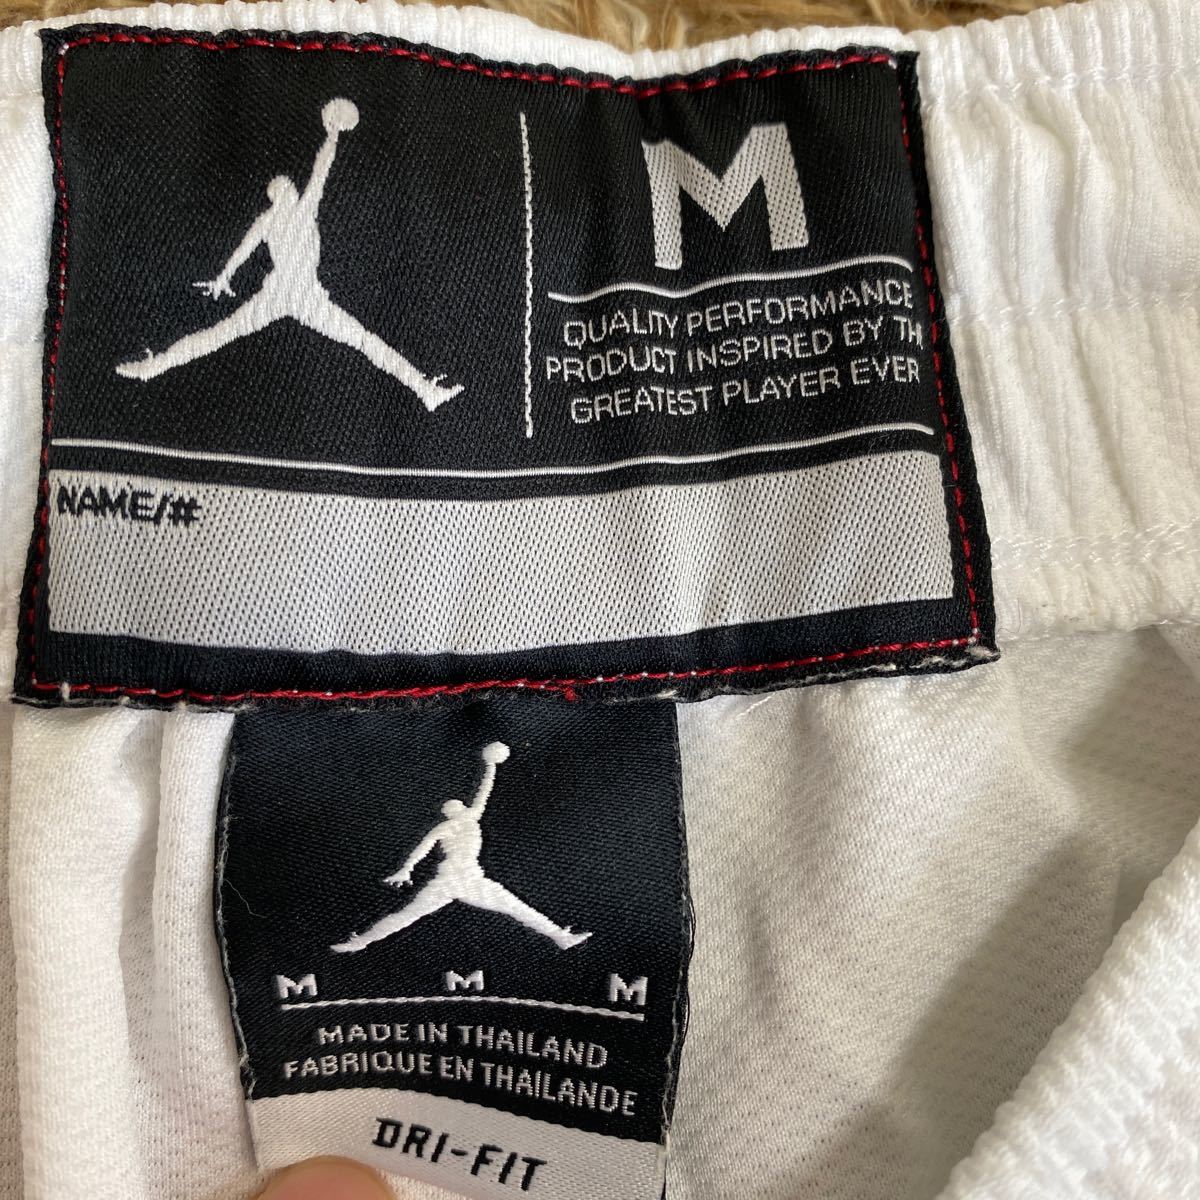 M
QUALITY PERFORMANCE
PRODUCT INSPIRED BY TH
GREATEST PLAYER EVER
NAME/#
M M M
MADE IN THAILAND
FABRIQUE EN THAILANDE
DRI-FIT